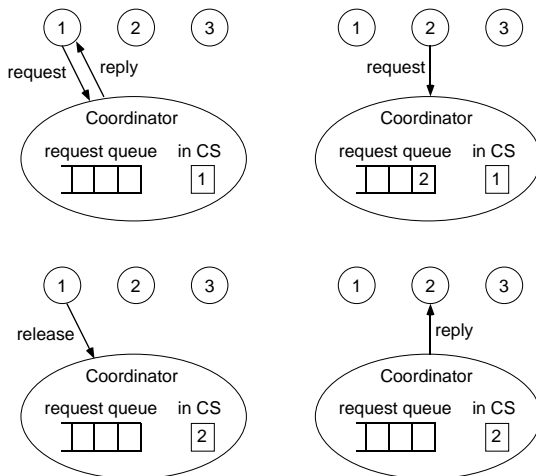 1 2 3
request reply
Coordinator
request queue in CS
1
1 2 3
request
Coordinator
request queue in CS
2 1
1 2 3
release
Coordinator
request queue in CS
2
1 2 3
reply
Coordinator
request queue in CS
2